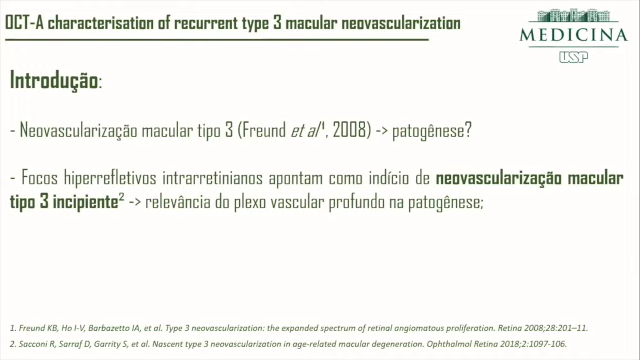 OCT-A characterisation of recurrent type 3 macular neovascularization
MEDICINA
USP
Introdução:
- Neovascularização macular tipo 3 (Freund et al¹, 2008) -> patogênese?
- Focos hiperrefletivos intrarretinianos apontam como indício de neovascularização macular
tipo 3 incipiente² -> relevância do plexo vascular profundo na patogênese;
1. Freund KB, Ho I-V, Barbazetto IA, et al. Type 3 neovascularization: the expanded spectrum of retinal angiomatous proliferation. Retina 2008;28:201–11.
2. Sacconi R, Sarraf D, Garrity S, et al. Nascent type 3 neovascularization in age-related macular degeneration. Ophthalmol Retina 2018;2:1097-106.